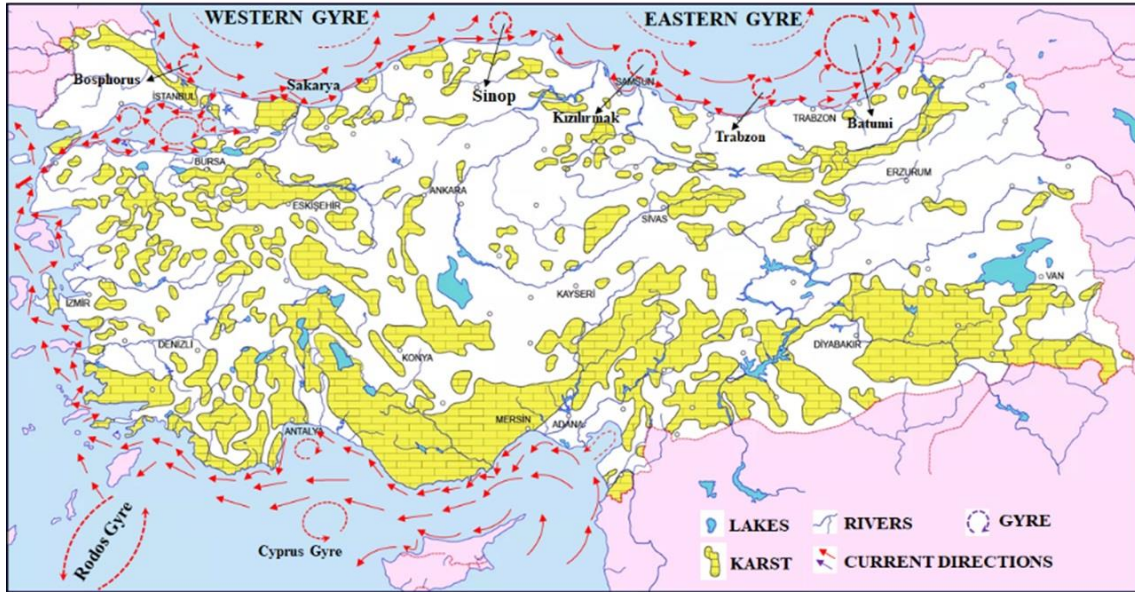 WESTERN GYRE
EASTERN GYRE
Bosphorus
İSTANBUL
Sakarya
Sinop
SAMSUN
Kızılırmak
Trabzon
TRABZON
Batumi
BURSA
ESKİŞEHİR
ANKARA
SİVAS
ERZURUM
İZMİR
KAYSERİ
VAN
DENİZLİ
KONYA
DİYABAKIR
ANTALYA
MERSİN
ADANA
Rodos Gyre
Cyprus Gyre
LAKES
RIVERS
GYRE
KARST
CURRENT DIRECTIONS